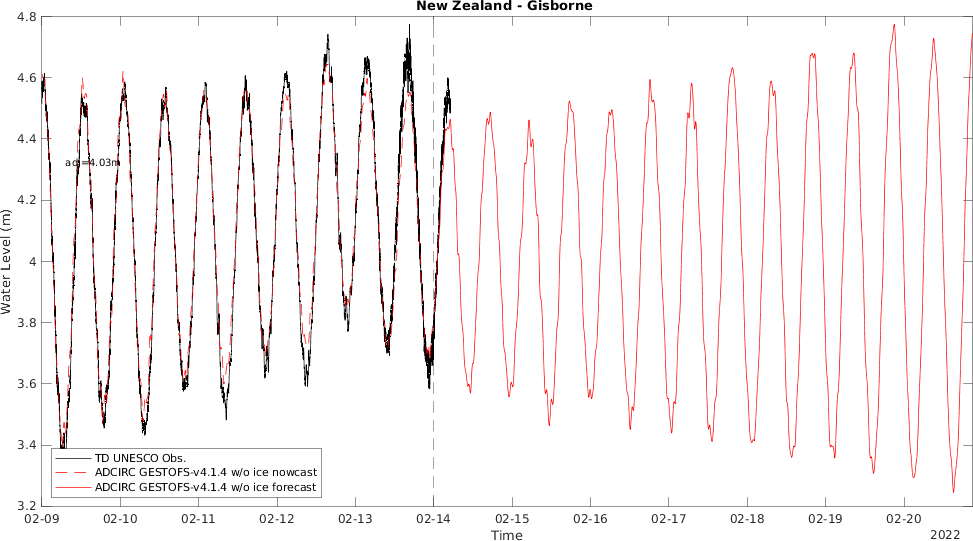 New Zealand - Gisborne
4.8
4.6
4.4
4.2
4
3.8
3.6
3.4
3.2
Water Level (m)
adj=4.03m
TD UNESCO Obs.
ADCIRC GESTOFS-v4.1.4 w/o ice nowcast
ADCIRC GESTOFS-v4.1.4 w/o ice forecast
02-09 02-10 02-11 02-12 02-13 02-14 02-15 02-16 02-17 02-18 02-19 02-20
Time
2022